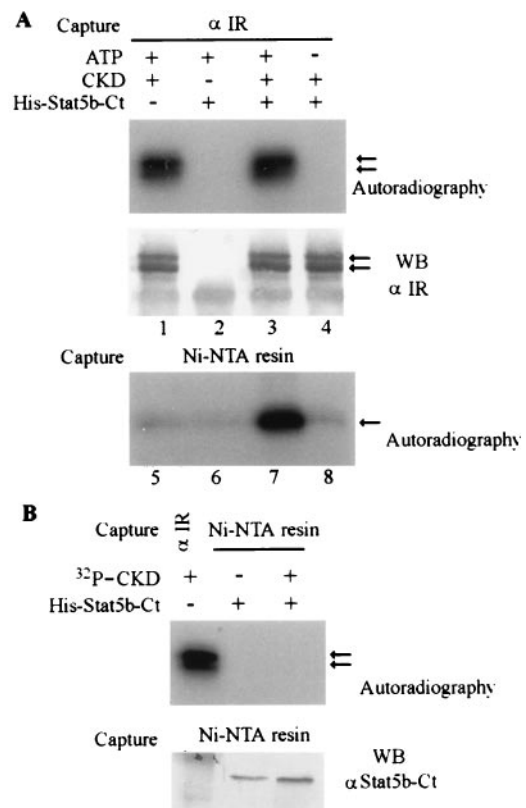 A
Capture α IR
ATP + + + -
CKD + - + +
His-Stat5b-Ct - + + +
Autoradiography
WB
α IR
1 2 3 4
Capture Ni-NTA resin
Autoradiography
5 6 7 8
B
Capture α IR Ni-NTA resin
32P-CKD + - +
His-Stat5b-Ct - + +
Autoradiography
Capture Ni-NTA resin
WB
α Stat5b-Ct